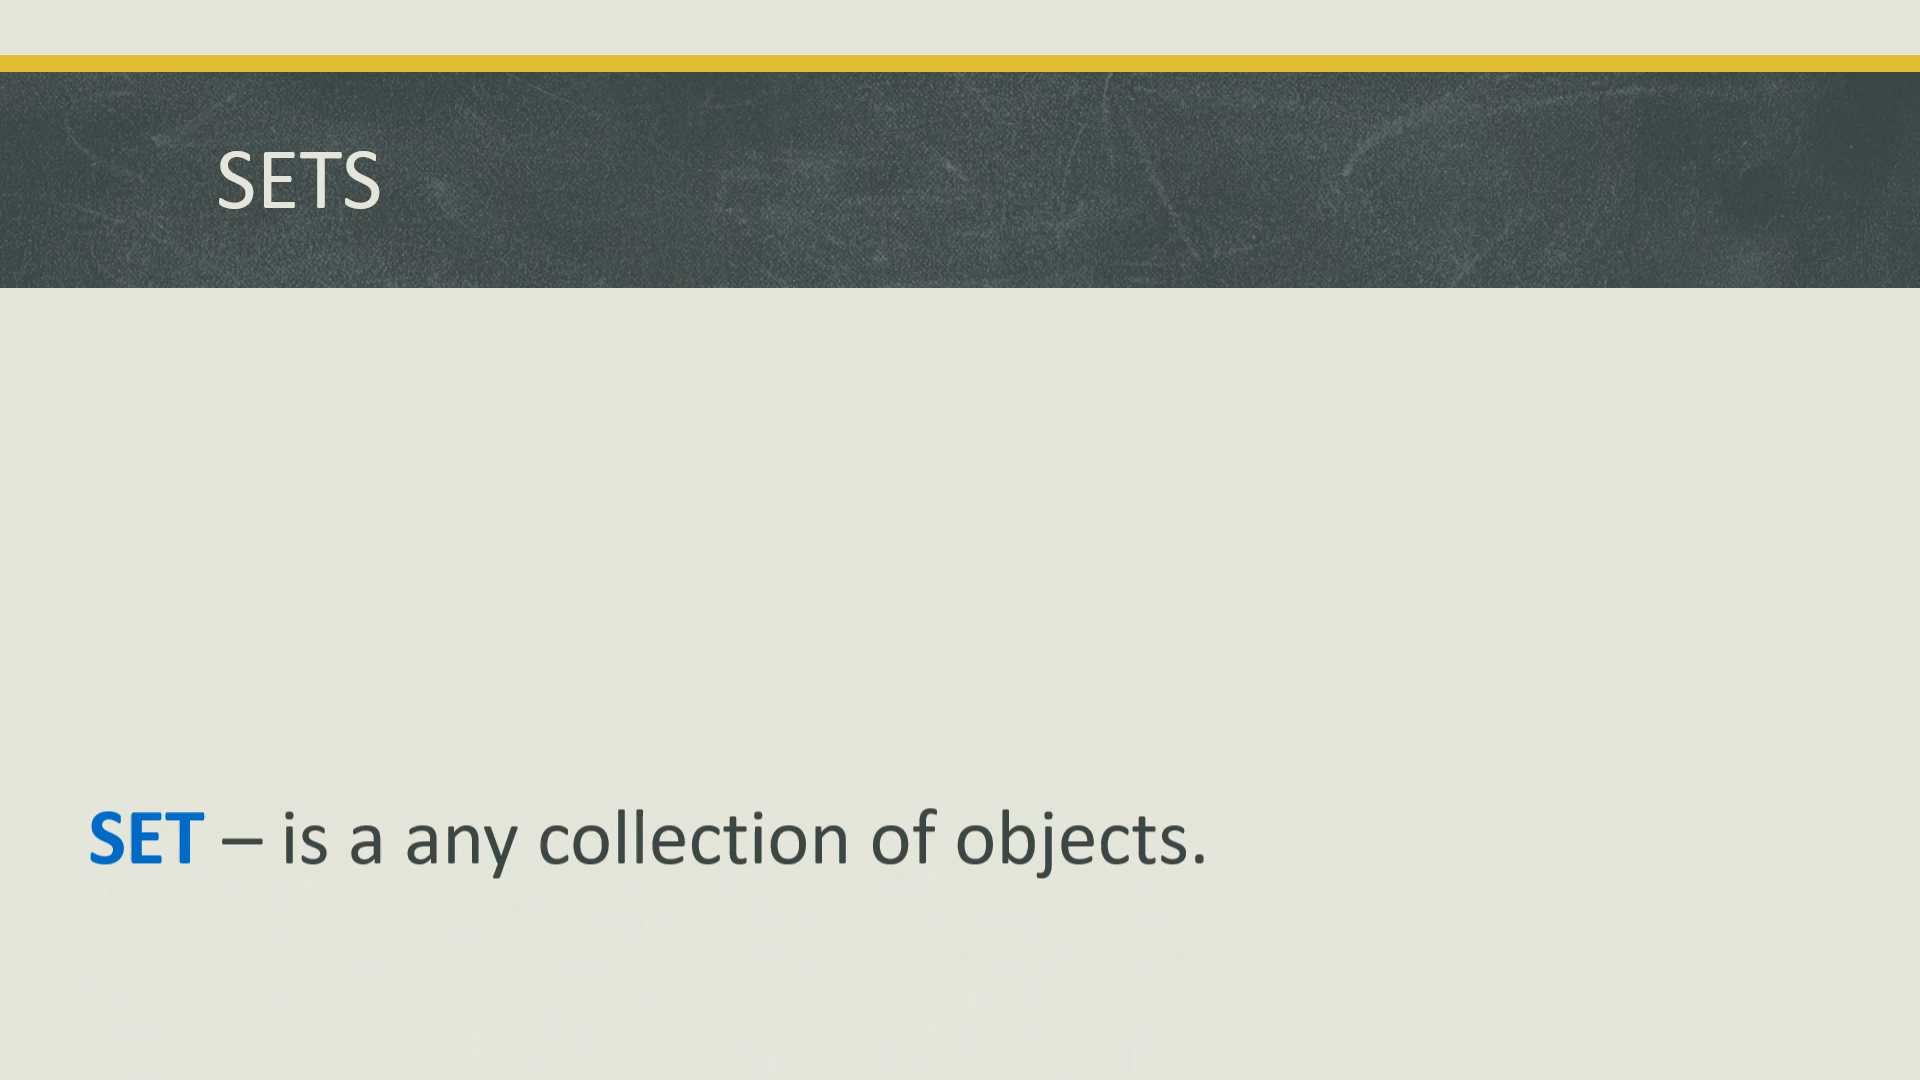 SETS
SET – is a any collection of objects.